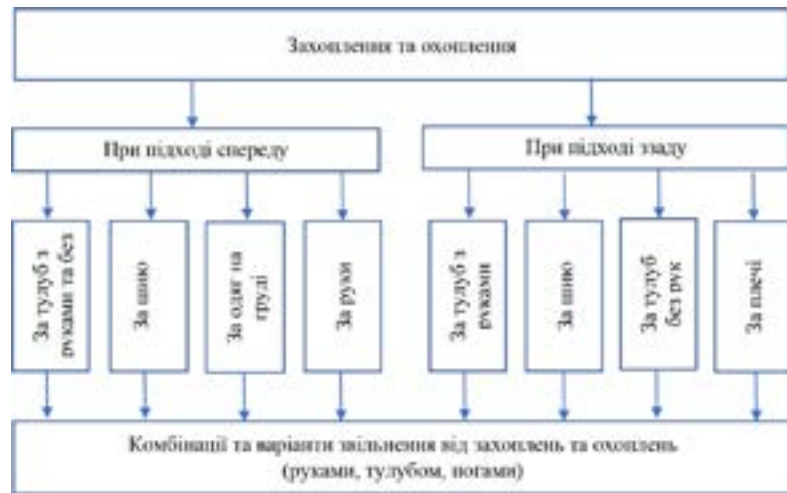 Захоплення та охоплення
При підході спереду
При підході ззаду
За тулуб з
руками та без
За шию
За одяг на
груді
За руки
За тулуб з
руками
За шию
За тулуб
без рук
За плечі
Комбінації та варіанти звільнення від захоплень та охоплень
(руками, тулубом, ногами)